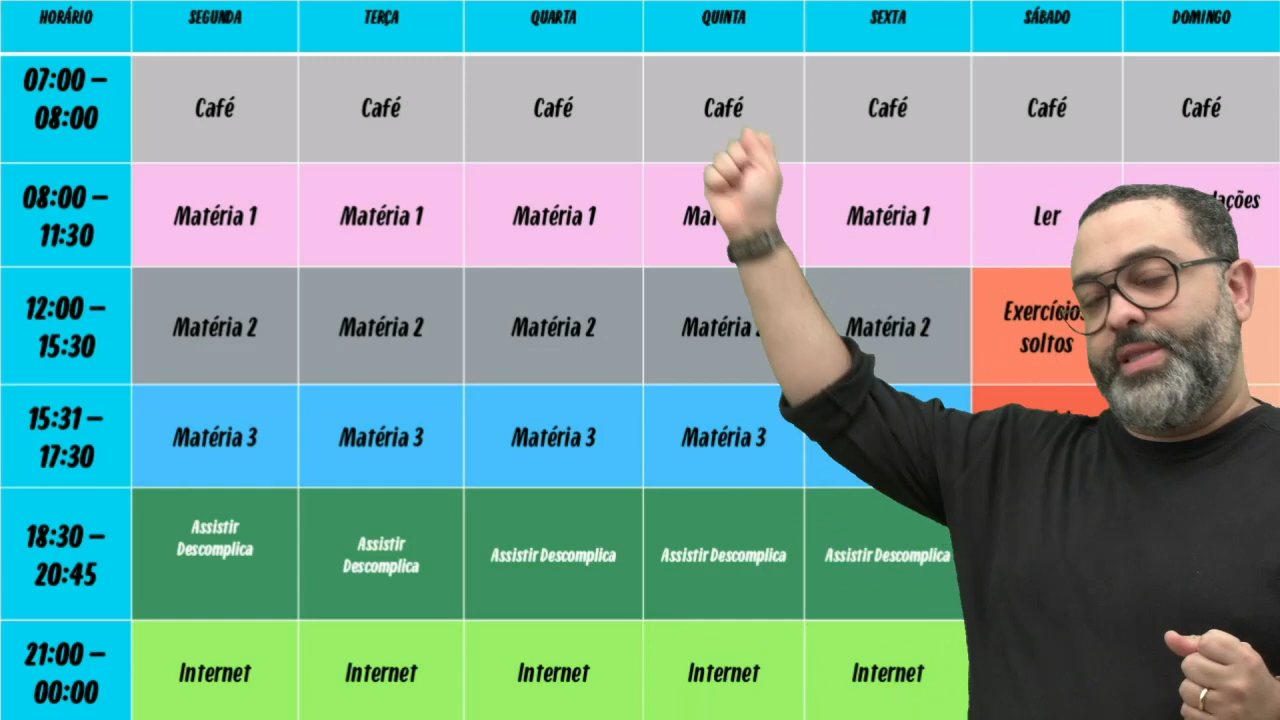 HORÁRIO SEGUNDA TERÇA QUARTA QUINTA SEXTA SÁBADO DOMINGO
07:00 –
08:00
Café Café Café Café Café Café Café
08:00 –
11:30
Matéria 1 Matéria 1 Matéria 1 Matéria 1 Ler
12:00 –
15:30
Matéria 2 Matéria 2 Matéria 2 Matéria 2 Matéria 2
Exercícios
soltos
15:31 –
17:30
Matéria 3 Matéria 3 Matéria 3 Matéria 3
18:30 –
20:45
Assistir
Descomplica
Assistir
Descomplica
Assistir Descomplica Assistir Descomplica Assistir Descomplica
21:00 –
00:00
Internet Internet Internet Internet Internet